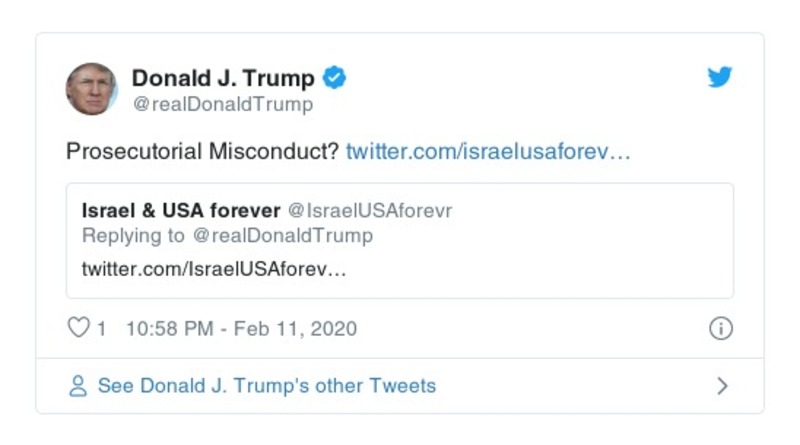 Donald J. Trump
@realDonaldTrump
Prosecutorial Misconduct? twitter.com/israelusaforev…
Israel & USA forever @IsraelUSAforevr
Replying to @realDonaldTrump
twitter.com/IsraelUSAforev…
1 10:58 PM - Feb 11, 2020
See Donald J. Trump's other Tweets